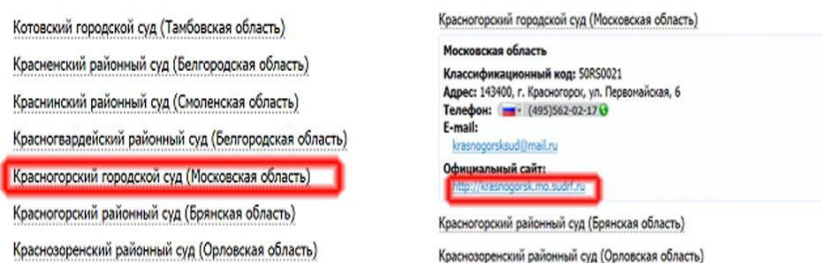 Котовский городской суд (Тамбовская область)
Красненский районный суд (Белгородская область)
Краснинский районный суд (Смоленская область)
Красногвардейский районный суд (Белгородская область)
Красногорский городской суд (Московская область)
Красногорский районный суд (Брянская область)
Краснозоренский районный суд (Орловская область)
Красногорский городской суд (Московская область)
Московская область
Классификационный код: 50RS0021
Адрес: 143400, г. Красногорск, ул. Первомайская, 6
Телефон: (495)562-02-17
E-mail:
krasnogorsksud@mail.ru
Официальный сайт:
http://krasnogorsk.mo.sudrf.ru
Красногорский районный суд (Брянская область)
Краснозоренский районный суд (Орловская область)